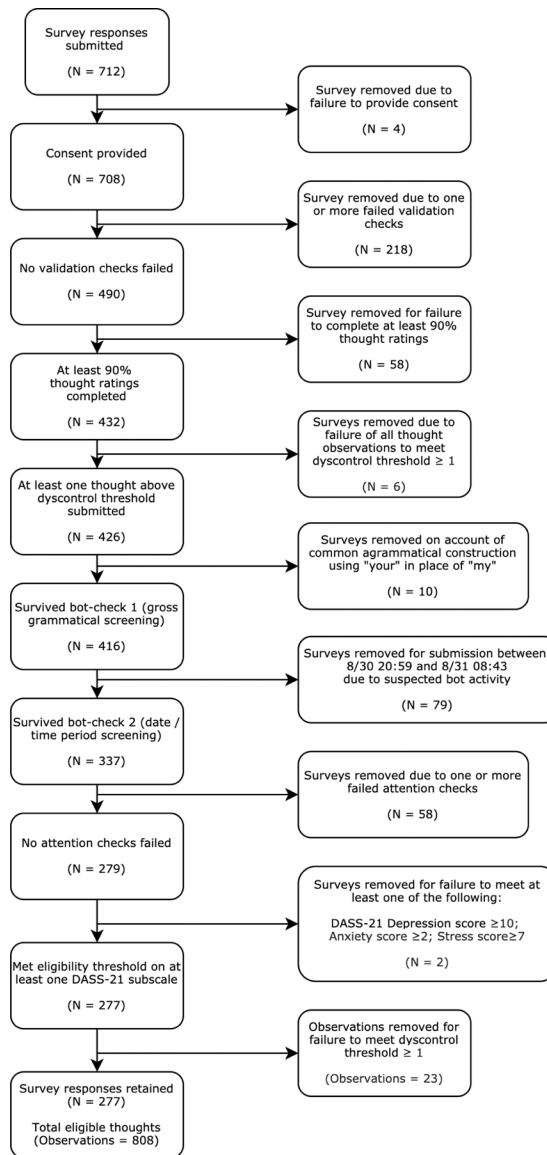 Survey responses
submitted
(N = 712)
Survey removed due to
failure to provide consent
(N = 4)
Consent provided
(N = 708)
Survey removed due to one
or more failed validation
checks
(N = 218)
No validation checks failed
(N = 490)
Survey removed for failure
to complete at least 90%
thought ratings
(N = 58)
At least 90%
thought ratings
completed
(N = 432)
Surveys removed due to
failure of all thought
observations to meet
dyscontrol threshold ≥ 1
(N = 6)
At least one thought above
dyscontrol threshold
submitted
(N = 426)
Surveys removed on account of
common agrammatical construction
using "your" in place of "my"
(N = 10)
Survived bot-check 1 (gross
grammatical screening)
(N = 416)
Surveys removed for submission between
8/30 20:59 and 8/31 08:43
due to suspected bot activity
(N = 79)
Survived bot-check 2 (date /
time period screening)
(N = 337)
Surveys removed due to one or more
failed attention checks
(N = 58)
No attention checks failed
(N = 279)
Surveys removed for failure to meet at
least one of the following:
DASS-21 Depression score ≥10;
Anxiety score ≥2; Stress score≥7
(N = 2)
Met eligibility threshold on at
least one DASS-21 subscale
(N = 277)
Observations removed for
failure to meet dyscontrol
threshold ≥ 1
(Observations = 23)
Survey responses retained
(N = 277)
Total eligible thoughts
(Observations = 808)